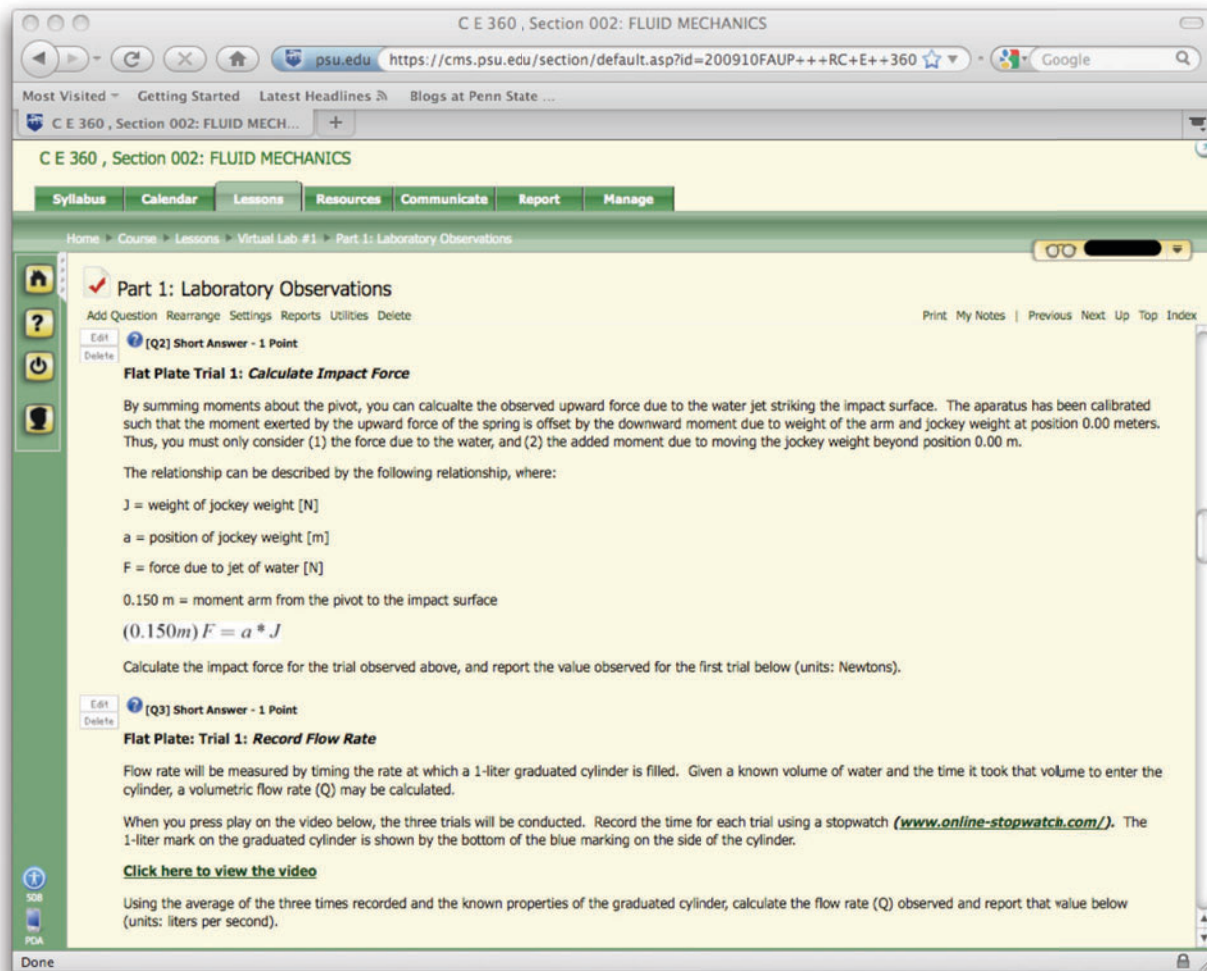 C E 360 , Section 002: FLUID MECHANICS
psu.edu https://cms.psu.edu/section/default.asp?id=200910FAUP+++RC+E++360 Google
Most Visited Getting Started Latest Headlines Blogs at Penn State ...
C E 360 , Section 002: FLUID MECH... +
C E 360 , Section 002: FLUID MECHANICS
Syllabus Calendar Lessons Resources Communicate Report Manage
Home Course Lessons Virtual Lab #1 Part 1: Laboratory Observations
Part 1: Laboratory Observations
Add Question Rearrange Settings Reports Utilities Delete Print My Notes | Previous Next Up Top Index
Edit [Q2] Short Answer - 1 Point
Delete
Flat Plate Trial 1: Calculate Impact Force
By summing moments about the pivot, you can calcualte the observed upward force due to the water jet striking the impact surface. The aparatus has been calibrated
such that the moment exerted by the upward force of the spring is offset by the downward moment due to weight of the arm and jockey weight at position 0.00 meters.
Thus, you must only consider (1) the force due to the water, and (2) the added moment due to moving the jockey weight beyond position 0.00 m.
The relationship can be described by the following relationship, where:
J = weight of jockey weight [N]
a = position of jockey weight [m]
F = force due to jet of water [N]
0.150 m = moment arm from the pivot to the impact surface
(0.150m) F = a * J
Calculate the impact force for the trial observed above, and report the value observed for the first trial below (units: Newtons).
Edit [Q3] Short Answer - 1 Point
Delete
Flat Plate: Trial 1: Record Flow Rate
Flow rate will be measured by timing the rate at which a 1-liter graduated cylinder is filled. Given a known volume of water and the time it took that volume to enter the
cylinder, a volumetric flow rate (Q) may be calculated.
When you press play on the video below, the three trials will be conducted. Record the time for each trial using a stopwatch (www.online-stopwatch.com/). The
1-liter mark on the graduated cylinder is shown by the bottom of the blue marking on the side of the cylinder.
Click here to view the video
Using the average of the three times recorded and the known properties of the graduated cylinder, calculate the flow rate (Q) observed and report that value below
(units: liters per second).
508
PDA
Done